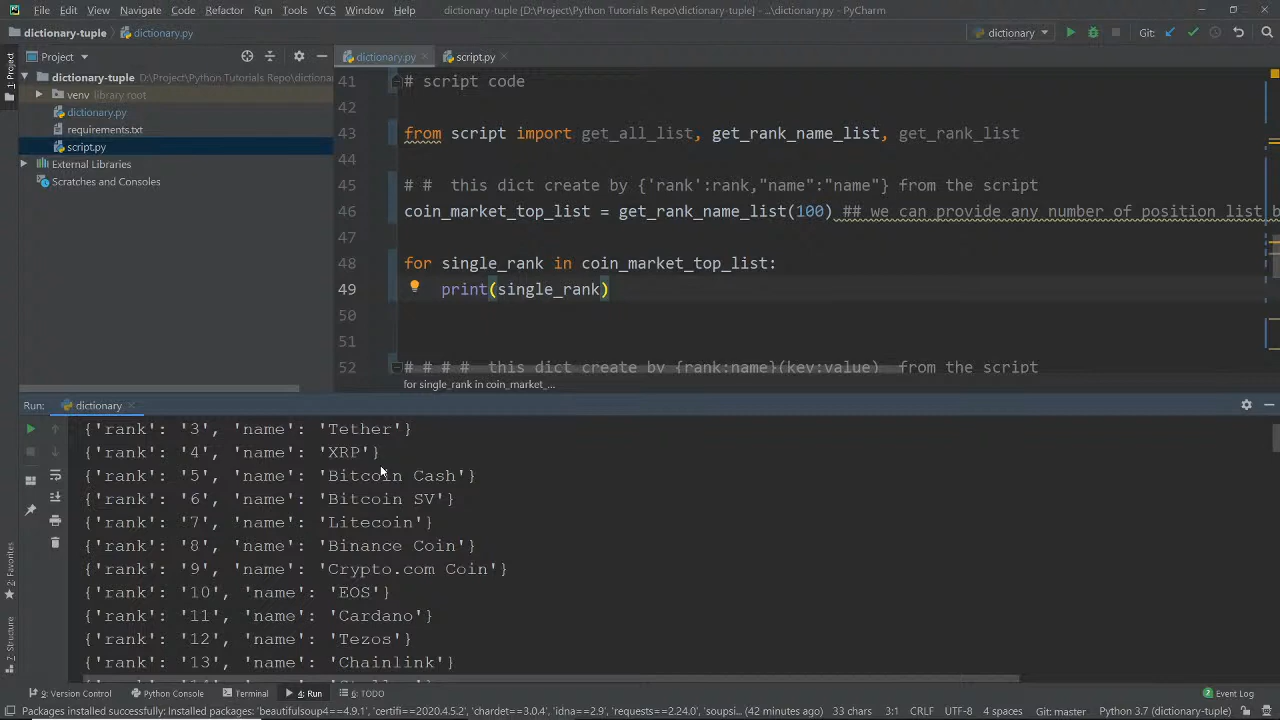 File Edit View Navigate Code Refactor Run Tools VCS Window Help dictionary-tuple [D:\Project\Python Tutorials Repo\dictionary-tuple] - ...\dictionary.py - PyCharm
dictionary-tuple dictionary.py dictionary Git:
Project dictionary.py script.py
1: Project
dictionary-tuple D:\Project\Python Tutorials Repo\dictionar
venv library root
dictionary.py
requirements.txt
script.py
External Libraries
Scratches and Consoles
41 # script code
42
43 from script import get_all_list, get_rank_name_list, get_rank_list
44
45 # # this dict create by {'rank':rank,"name":"name"} from the script
46 coin_market_top_list = get_rank_name_list(100) ## we can provide any number of position list b
47
48 for single_rank in coin_market_top_list:
49 print(single_rank)
50
51
52 # # # # this dict create by {rank:name}(key:value) from the script
for single_rank in coin_market_...
Run: dictionary
{'rank': '3', 'name': 'Tether'}
{'rank': '4', 'name': 'XRP'}
{'rank': '5', 'name': 'Bitcoin Cash'}
{'rank': '6', 'name': 'Bitcoin SV'}
{'rank': '7', 'name': 'Litecoin'}
{'rank': '8', 'name': 'Binance Coin'}
{'rank': '9', 'name': 'Crypto.com Coin'}
{'rank': '10', 'name': 'EOS'}
{'rank': '11', 'name': 'Cardano'}
{'rank': '12', 'name': 'Tezos'}
{'rank': '13', 'name': 'Chainlink'}
2: Favorites
7: Structure
9: Version Control Python Console Terminal 4: Run 6: TODO Event Log
Packages installed successfully: Installed packages: 'beautifulsoup4==4.9.1', 'certifi==2020.4.5.2', 'chardet==3.0.4', 'idna==2.9', 'requests==2.24.0', 'soupsi... (42 minutes ago) 33 chars 3:1 CRLF UTF-8 4 spaces Git: master Python 3.7 (dictionary-tuple)